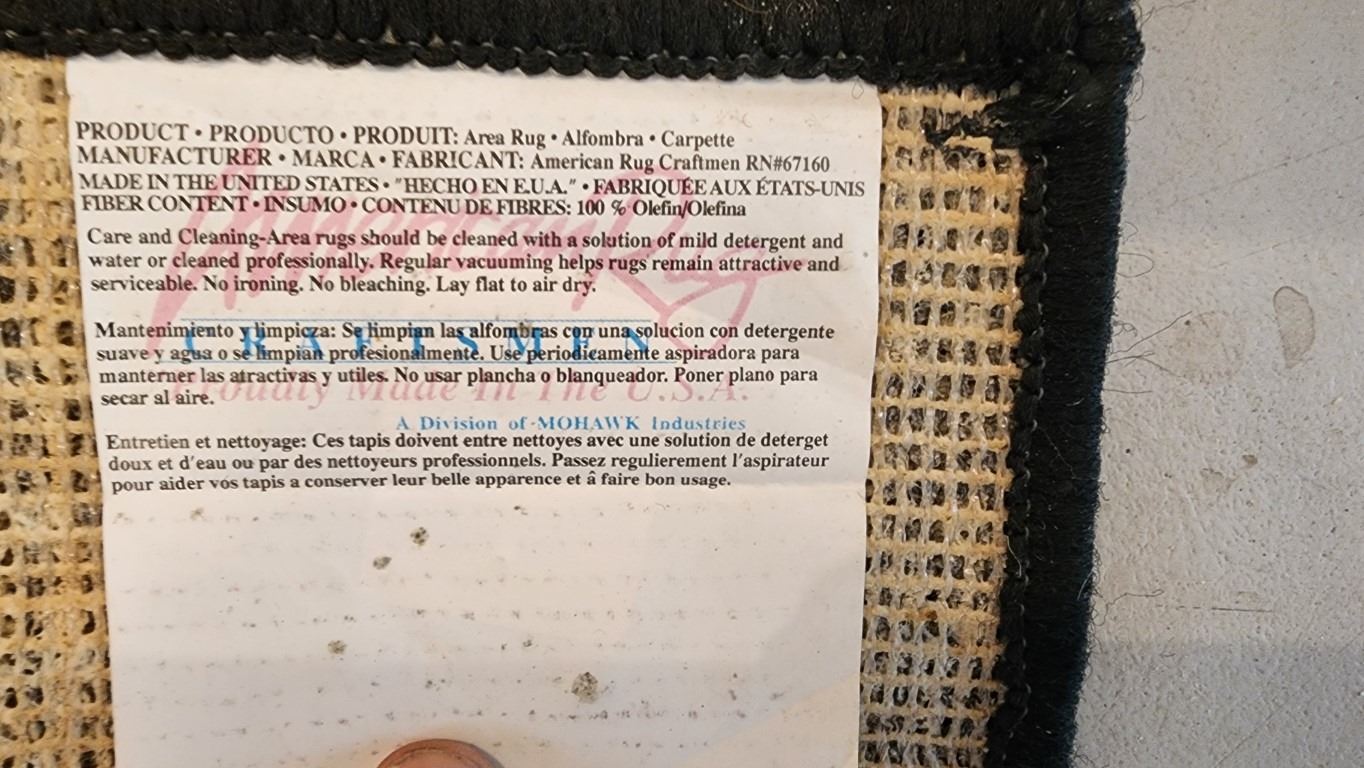 PRODUCT • PRODUCTO • PRODUIT: Area Rug • Alfombra • Carpette
MANUFACTURER • MARCA • FABRICANT: American Rug Craftmen RN#67160
MADE IN THE UNITED STATES • "HECHO EN E.U.A." • FABRIQUÉE AUX ÉTATS-UNIS
FIBER CONTENT • INSUMO • CONTENU DE FIBRES: 100 % Olefin/Olefina
American Rug
Care and Cleaning-Area rugs should be cleaned with a solution of mild detergent and
water or cleaned professionally. Regular vacuuming helps rugs remain attractive and
serviceable. No ironing. No bleaching. Lay flat to air dry.
CRAFTSMEN
Mantenimiento y limpieza: Se limpian las alfombras con una solucion con detergente
suave y agua o se limpian profesionalmente. Use periodicamente aspiradora para
manterner las atractivas y utiles. No usar plancha o blanqueador. Poner plano para
secar al aire.
Proudly Made In The U.S.A.
A Division of MOHAWK Industries
Entretien et nettoyage: Ces tapis doivent entre nettoyes avec une solution de deterget
doux et d'eau ou par des nettoyeurs professionnels. Passez regulierement l'aspirateur
pour aider vos tapis a conserver leur belle apparence et â faire bon usage.